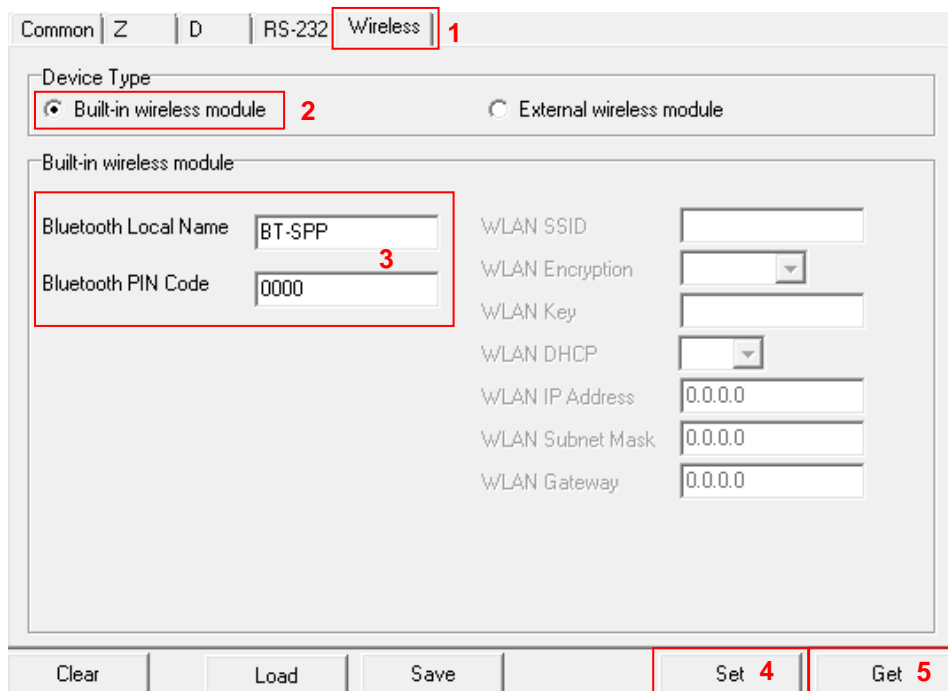 Common Z D RS-232 Wireless 1
Device Type
Built-in wireless module 2 External wireless module
Built-in wireless module
Bluetooth Local Name BT-SPP WLAN SSID
3
WLAN Encryption
Bluetooth PIN Code 0000
WLAN Key
WLAN DHCP
WLAN IP Address 0.0.0.0
WLAN Subnet Mask 0.0.0.0
WLAN Gateway 0.0.0.0
Clear Load Save Set 4 Get 5